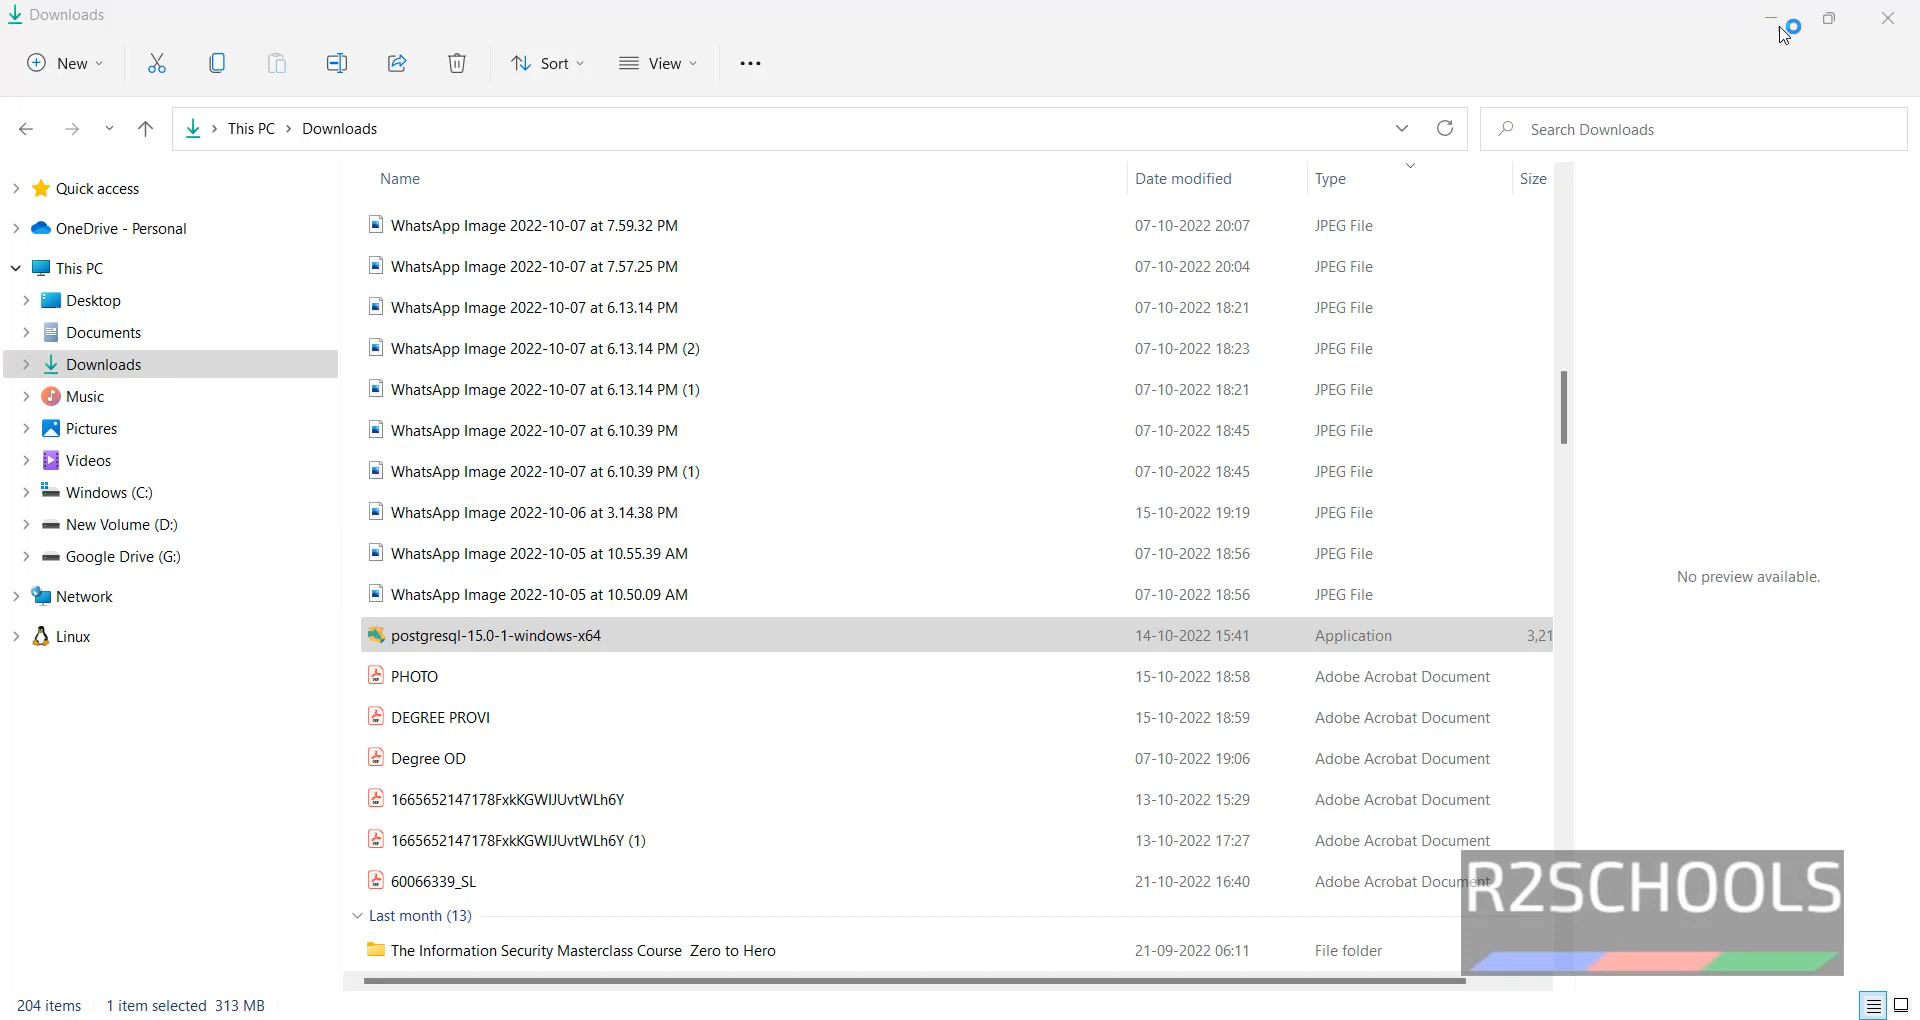 Downloads
New
Sort
View
This PC > Downloads
Search Downloads
Name Date modified Type Size
Quick access
OneDrive - Personal
This PC
Desktop
Documents
Downloads
Music
Pictures
Videos
Windows (C:)
New Volume (D:)
Google Drive (G:)
Network
Linux
WhatsApp Image 2022-10-07 at 7.59.32 PM 07-10-2022 20:07 JPEG File
WhatsApp Image 2022-10-07 at 7.57.25 PM 07-10-2022 20:04 JPEG File
WhatsApp Image 2022-10-07 at 6.13.14 PM 07-10-2022 18:21 JPEG File
WhatsApp Image 2022-10-07 at 6.13.14 PM (2) 07-10-2022 18:23 JPEG File
WhatsApp Image 2022-10-07 at 6.13.14 PM (1) 07-10-2022 18:21 JPEG File
WhatsApp Image 2022-10-07 at 6.10.39 PM 07-10-2022 18:45 JPEG File
WhatsApp Image 2022-10-07 at 6.10.39 PM (1) 07-10-2022 18:45 JPEG File
WhatsApp Image 2022-10-06 at 3.14.38 PM 15-10-2022 19:19 JPEG File
WhatsApp Image 2022-10-05 at 10.55.39 AM 07-10-2022 18:56 JPEG File
WhatsApp Image 2022-10-05 at 10.50.09 AM 07-10-2022 18:56 JPEG File
postgresql-15.0-1-windows-x64 14-10-2022 15:41 Application 3,21
PHOTO 15-10-2022 18:58 Adobe Acrobat Document
DEGREE PROVI 15-10-2022 18:59 Adobe Acrobat Document
Degree OD 07-10-2022 19:06 Adobe Acrobat Document
1665652147178FxkKGWIJUvtWLh6Y 13-10-2022 15:29 Adobe Acrobat Document
1665652147178FxkKGWIJUvtWLh6Y (1) 13-10-2022 17:27 Adobe Acrobat Document
60066339_SL 21-10-2022 16:40 Adobe Acrobat Document
Last month (13)
The Information Security Masterclass Course Zero to Hero 21-09-2022 06:11 File folder
No preview available.
R2SCHOOLS
204 items 1 item selected 313 MB